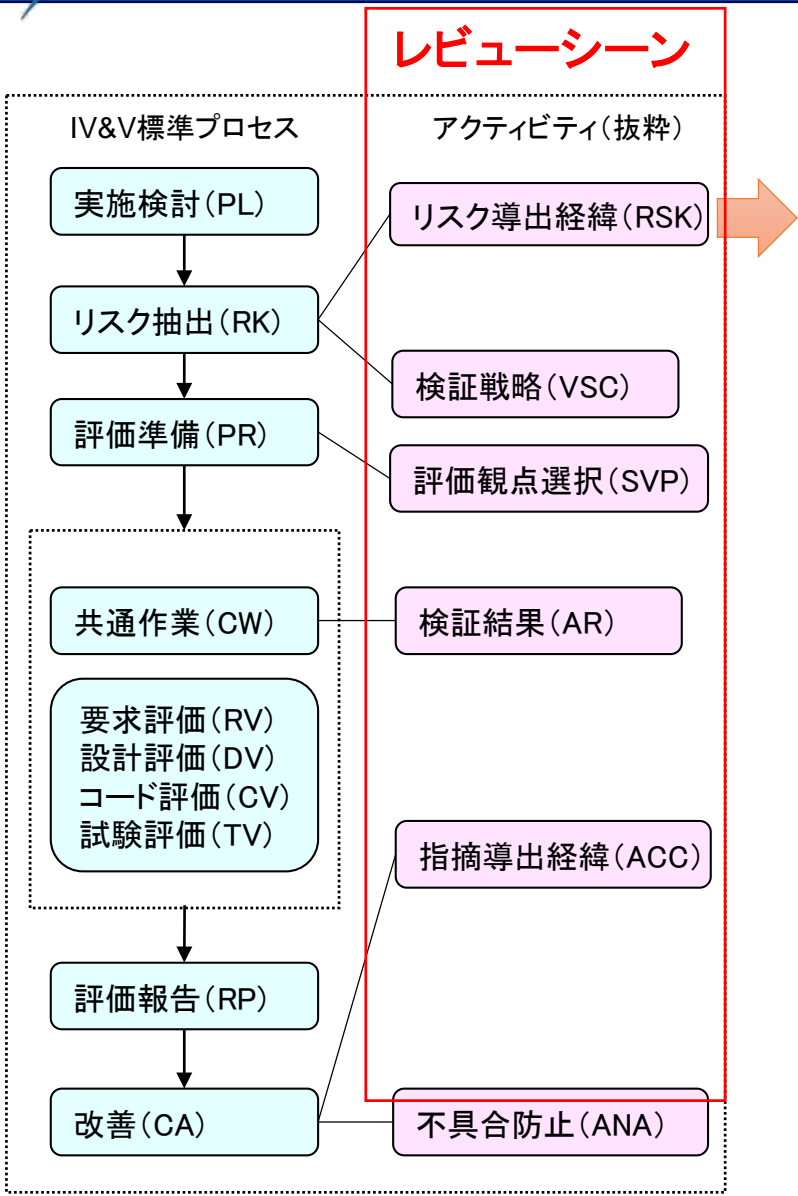 レビューシーン
IV&V標準プロセス
アクティビティ(抜粋)
実施検討(PL)
リスク導出経緯(RSK)
リスク抽出(RK)
検証戦略(VSC)
評価準備(PR)
評価観点選択(SVP)
共通作業(CW)
検証結果(AR)
要求評価(RV)
設計評価(DV)
コード評価(CV)
試験評価(TV)
指摘導出経緯(ACC)
評価報告(RP)
改善(CA)
不具合防止(ANA)